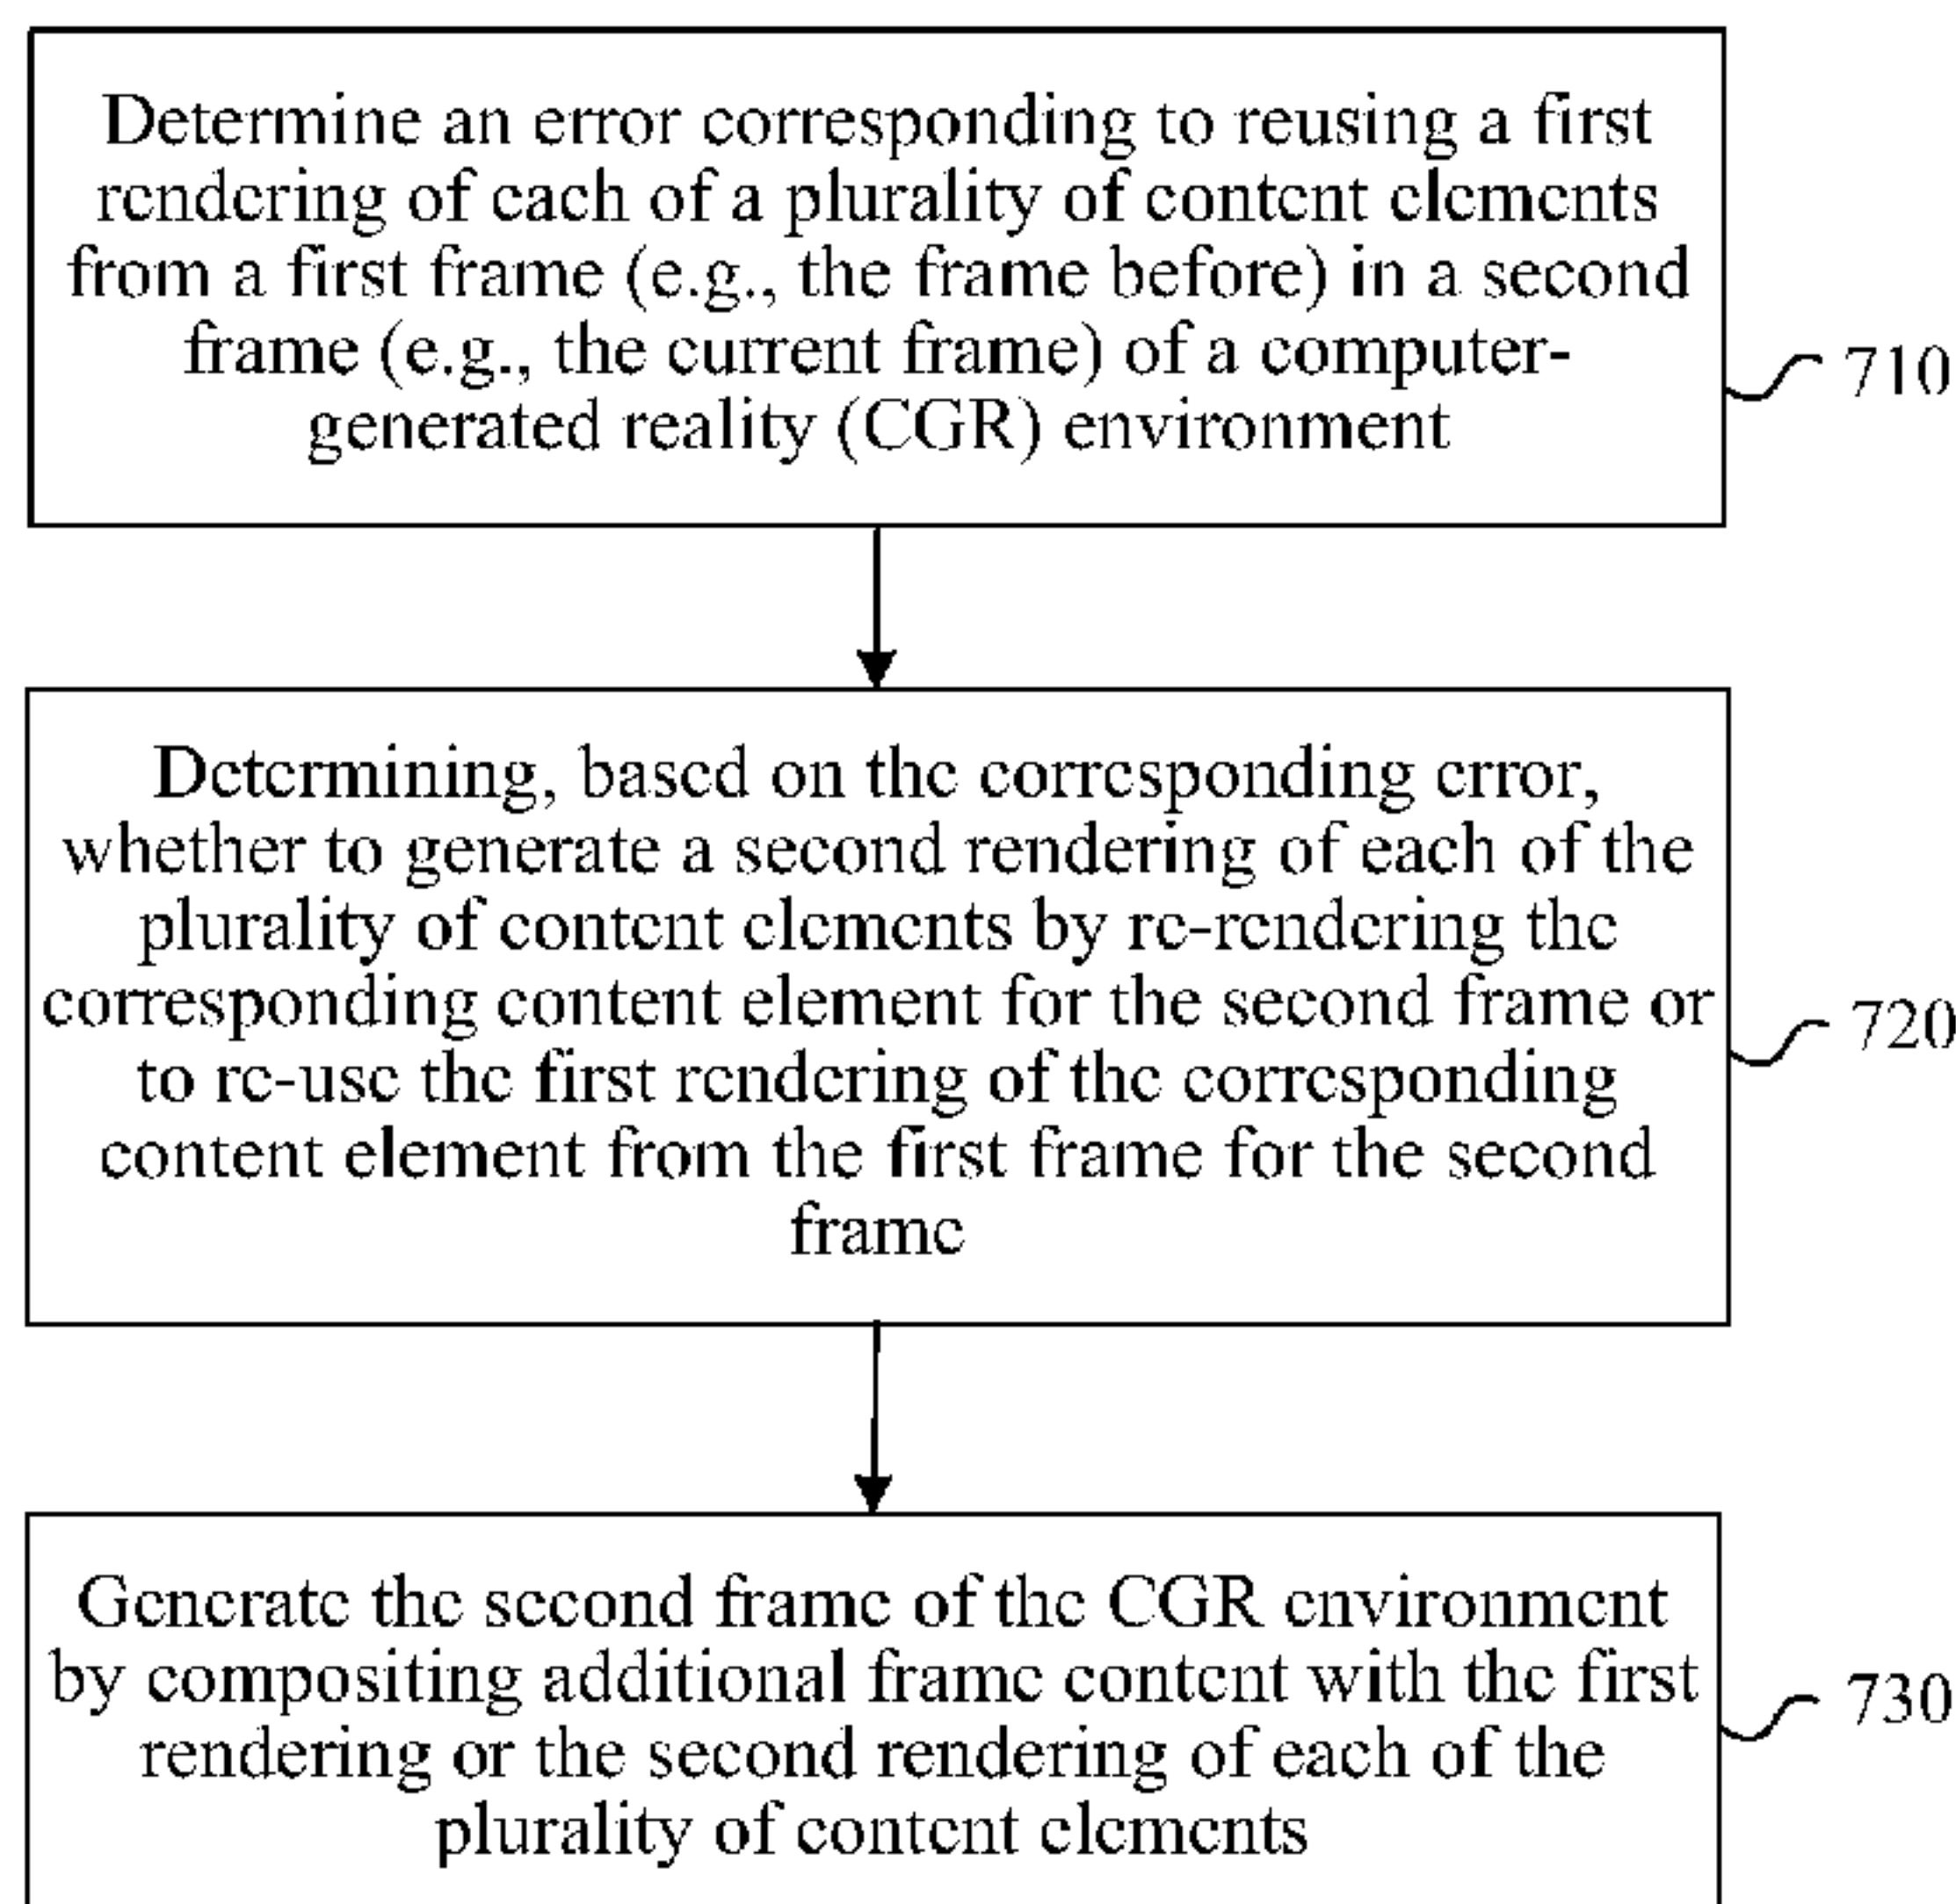 Determine an error corresponding to reusing a first
rendering of each of a plurality of content elements
from a first frame (e.g., the frame before) in a second
frame (e.g., the current frame) of a computer-
generated reality (CGR) environment
710
Determining, based on the corresponding error,
whether to generate a second rendering of each of the
plurality of content elements by re-rendering the
corresponding content element for the second frame or
to re-use the first rendering of the corresponding
content element from the first frame for the second
frame
720
Generate the second frame of the CGR environment
by compositing additional frame content with the first
rendering or the second rendering of each of the
plurality of content elements
730